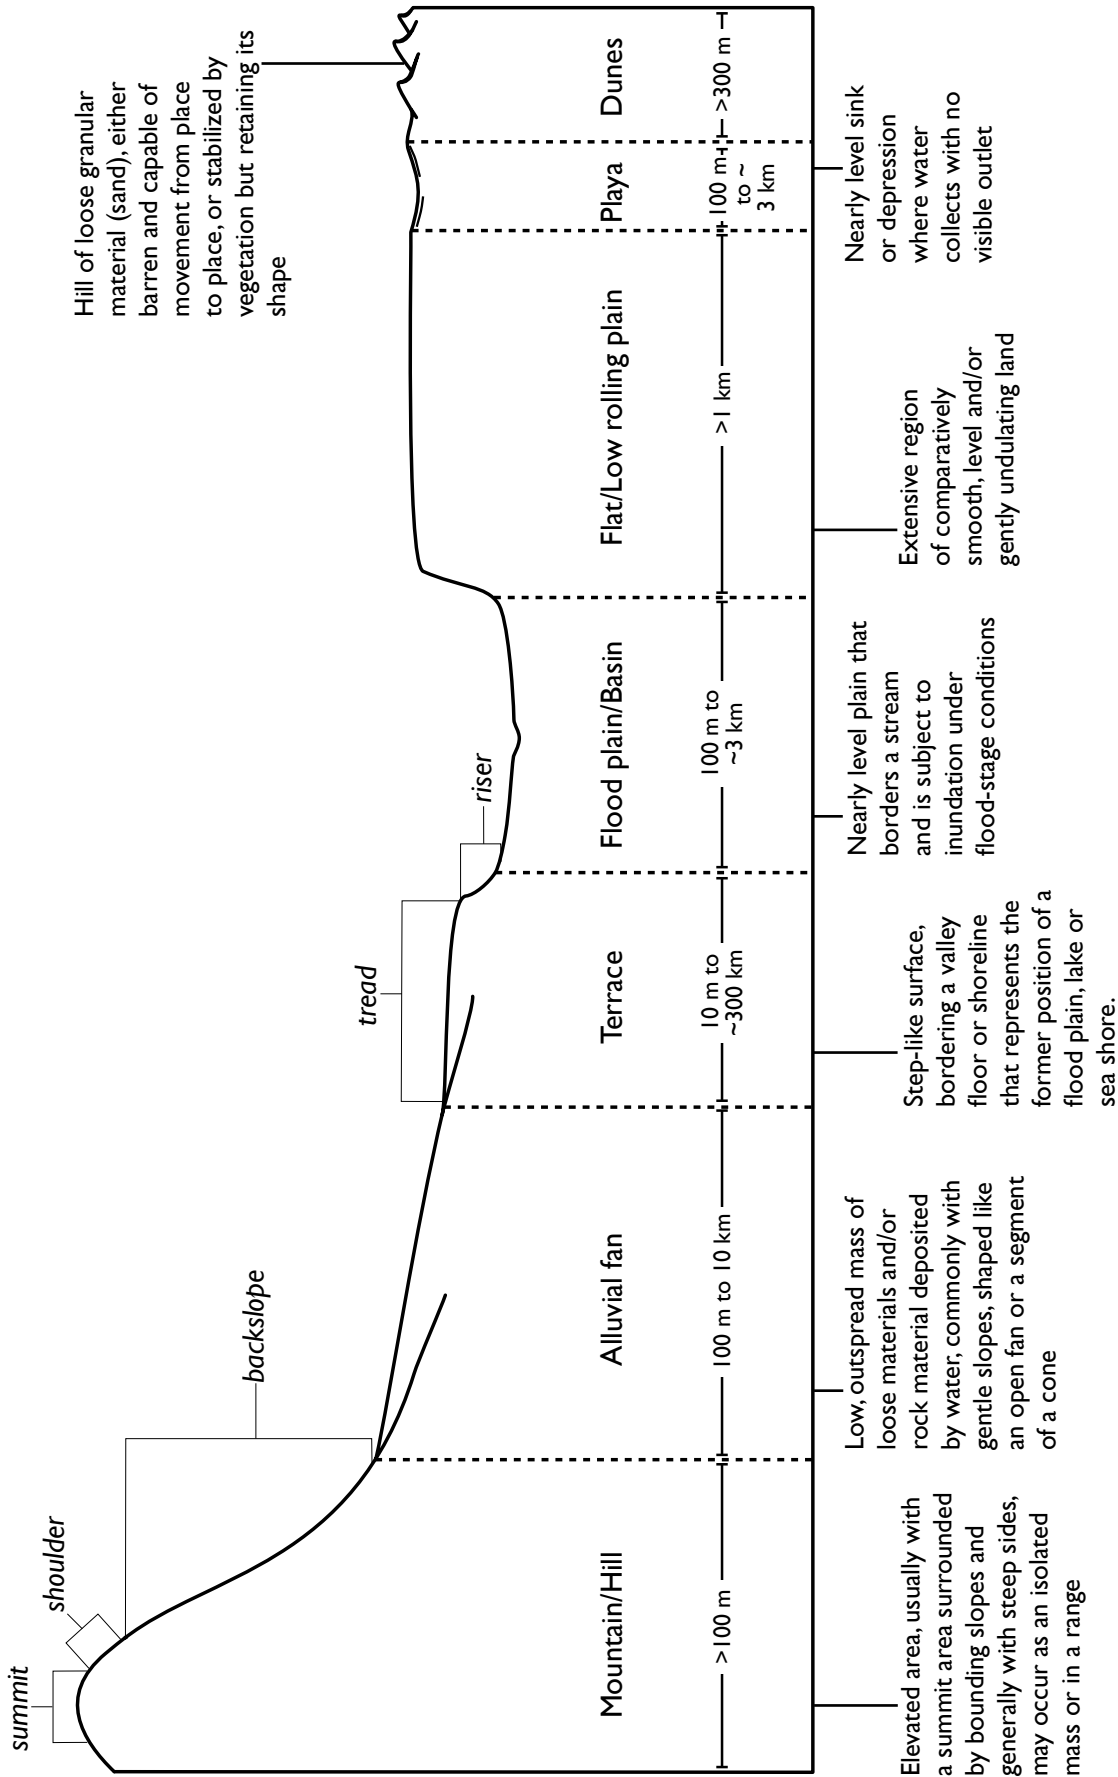 summit
shoulder
backslope
tread
riser
Hill of loose granular
material (sand), either
barren and capable of
movement from place
to place, or stabilized by
vegetation but retaining its
shape
Mountain/Hill
Alluvial fan
Terrace
Flood plain/Basin
Flat/Low rolling plain
Playa
Dunes
>100 m
100 m to 10 km
10 m to
~300 km
100 m to
~3 km
>1 km
100 m
to ~
3 km
>300 m
Elevated area, usually with
a summit area surrounded
by bounding slopes and
generally with steep sides,
may occur as an isolated
mass or in a range
Low, outspread mass of
loose materials and/or
rock material deposited
by water, commonly with
gentle slopes, shaped like
an open fan or a segment
of a cone
Step-like surface,
bordering a valley
floor or shoreline
that represents the
former position of a
flood plain, lake or
sea shore.
Nearly level plain that
borders a stream
and is subject to
inundation under
flood-stage conditions
Extensive region
of comparatively
smooth, level and/or
gently undulating land
Nearly level sink
or depression
where water
collects with no
visible outlet